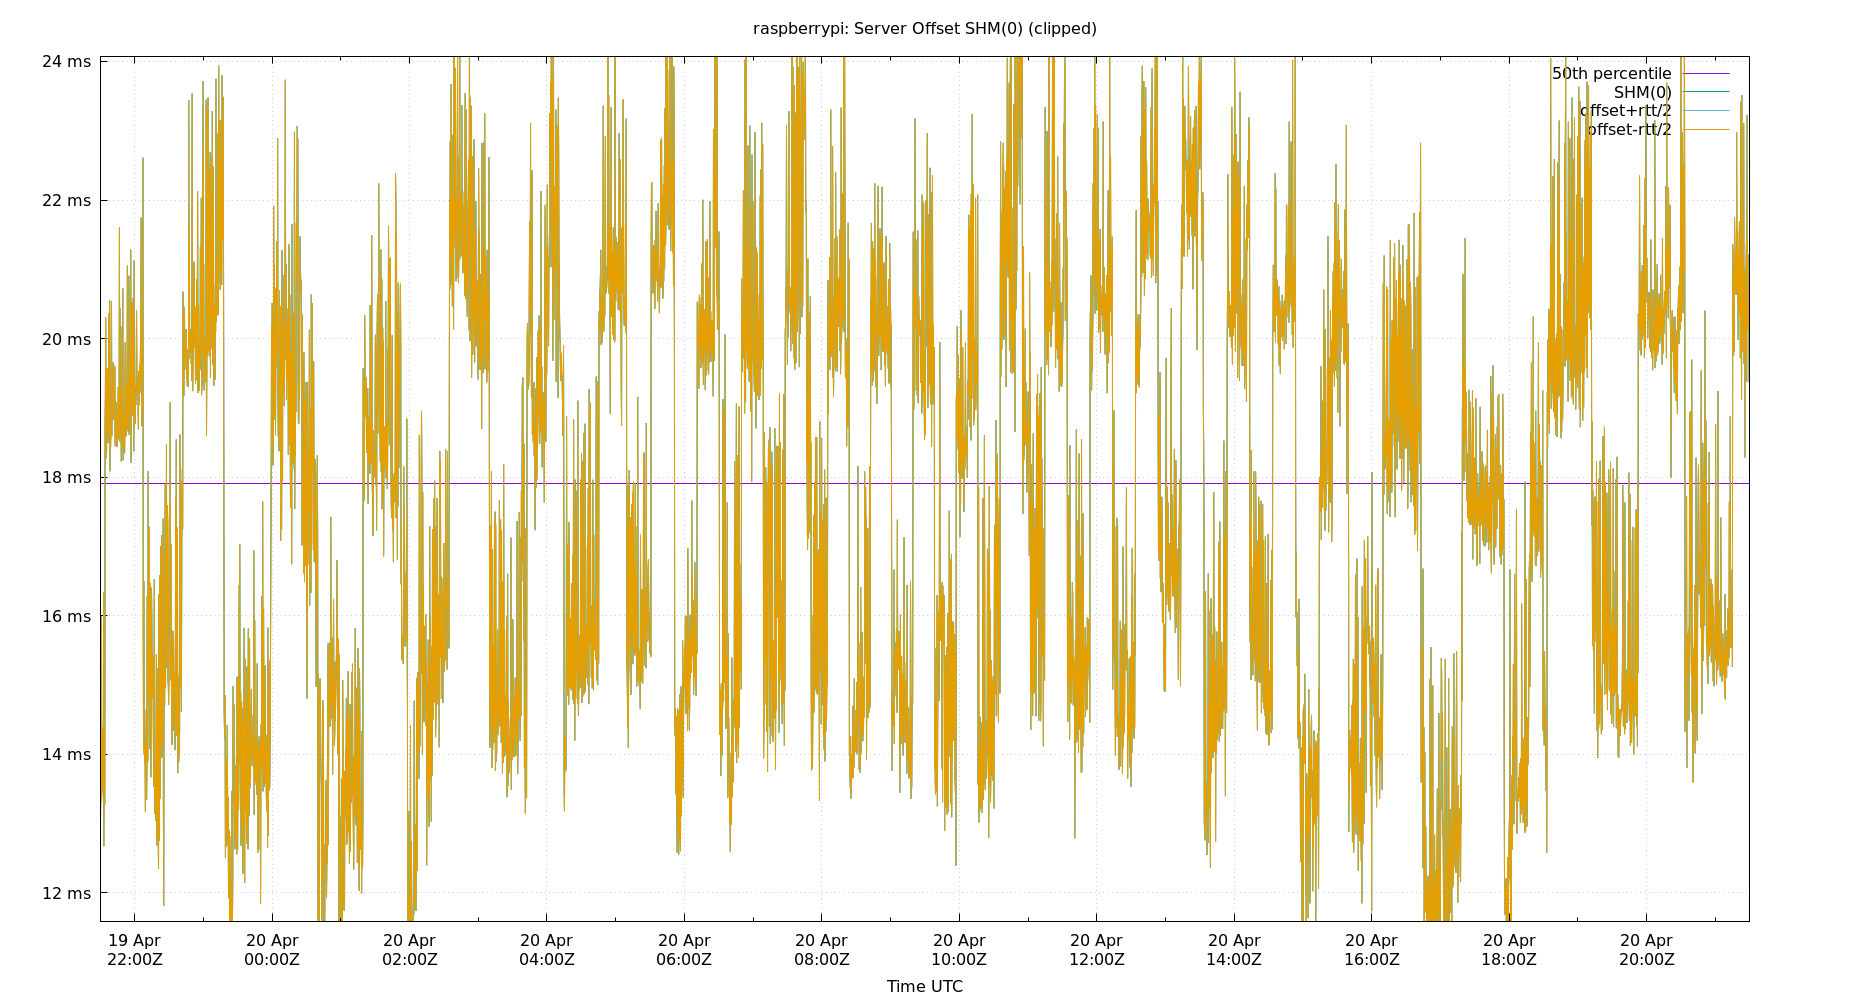 raspberrypi: Server Offset SHM(0) (clipped)
24 ms
22 ms
20 ms
18 ms
16 ms
14 ms
12 ms
50th percentile
SHM(0)
offset+rtt/2
offset-rtt/2
19 Apr 20 Apr 20 Apr 20 Apr 20 Apr 20 Apr 20 Apr 20 Apr 20 Apr 20 Apr 20 Apr 20 Apr
22:00Z 00:00Z 02:00Z 04:00Z 06:00Z 08:00Z 10:00Z 12:00Z 14:00Z 16:00Z 18:00Z 20:00Z
Time UTC